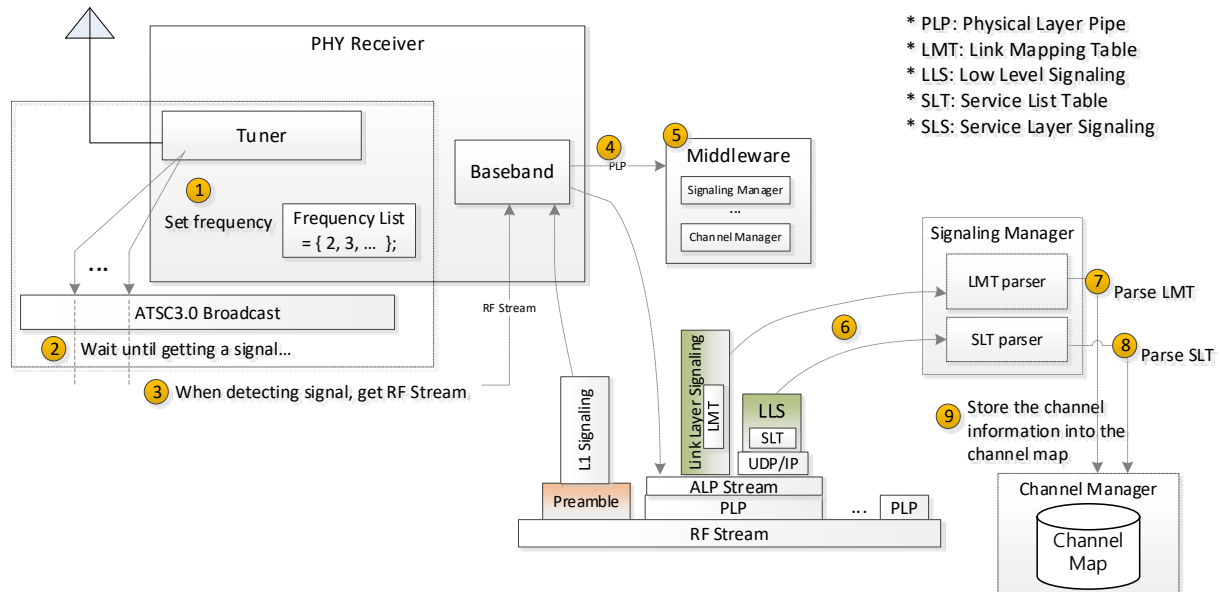 PHY Receiver
* PLP: Physical Layer Pipe
* LMT: Link Mapping Table
* LLS: Low Level Signaling
* SLT: Service List Table
* SLS: Service Layer Signaling
Tuner
1
Set frequency
Frequency List
= { 2, 3, ... };
...
ATSC3.0 Broadcast
2
Wait until getting a signal...
3
When detecting signal, get RF Stream
Baseband
4
PLP
5
Middleware
Signaling Manager
...
Channel Manager
RF Stream
Signaling Manager
LMT parser
SLT parser
6
7
Parse LMT
8
Parse SLT
9
Store the channel
information into the
channel map
L1 Signaling
Preamble
Link Layer Signaling
LMT
LLS
SLT
UDP/IP
ALP Stream
PLP
...
PLP
RF Stream
Channel Manager
Channel
Map